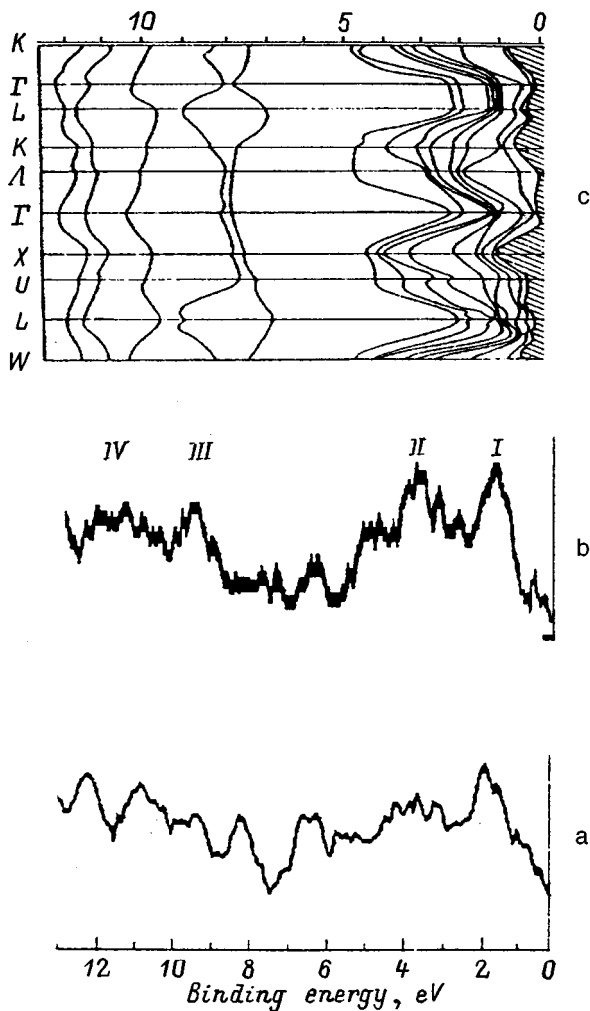 10 5 0
K
Γ
L
K
Λ
Γ
X
U
L
W
c
IV III II I
b
a
12 10 8 6 4 2 0
Binding energy, eV